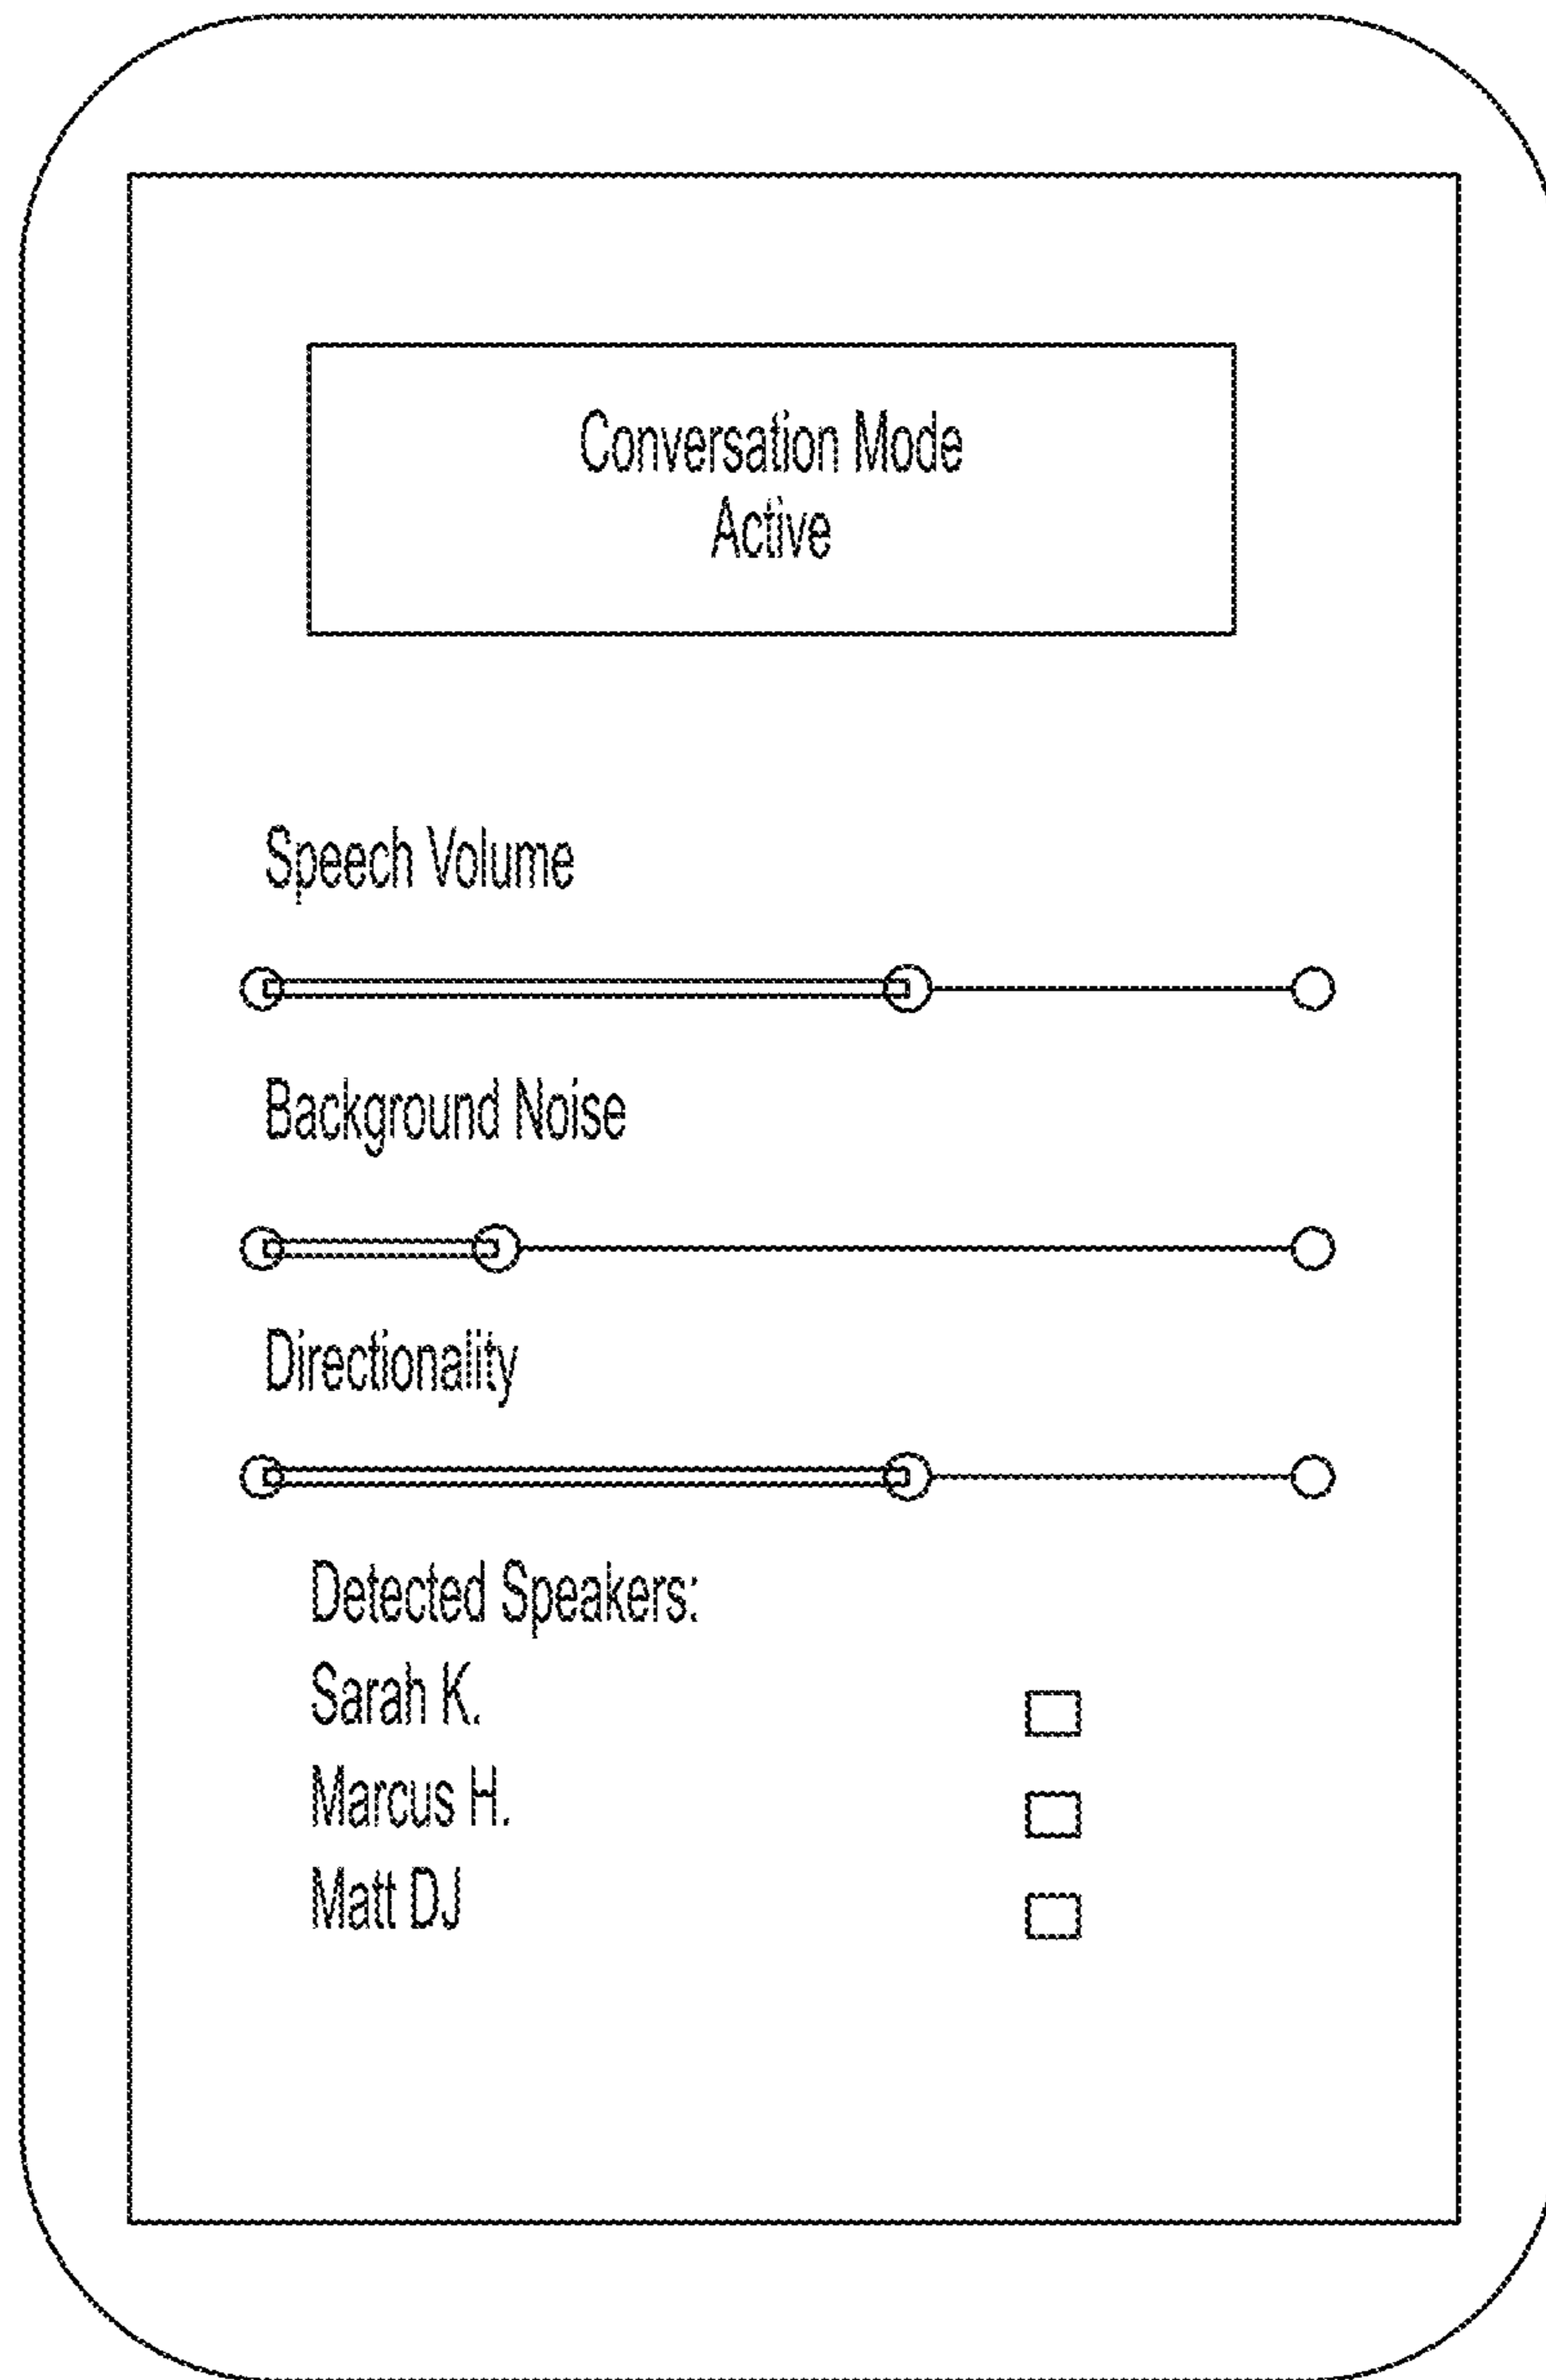 Conversation Mode
Active
Speech Volume
Background Noise
Directionality
Detected Speakers:
Sarah K.
Marcus H.
Matt DJ